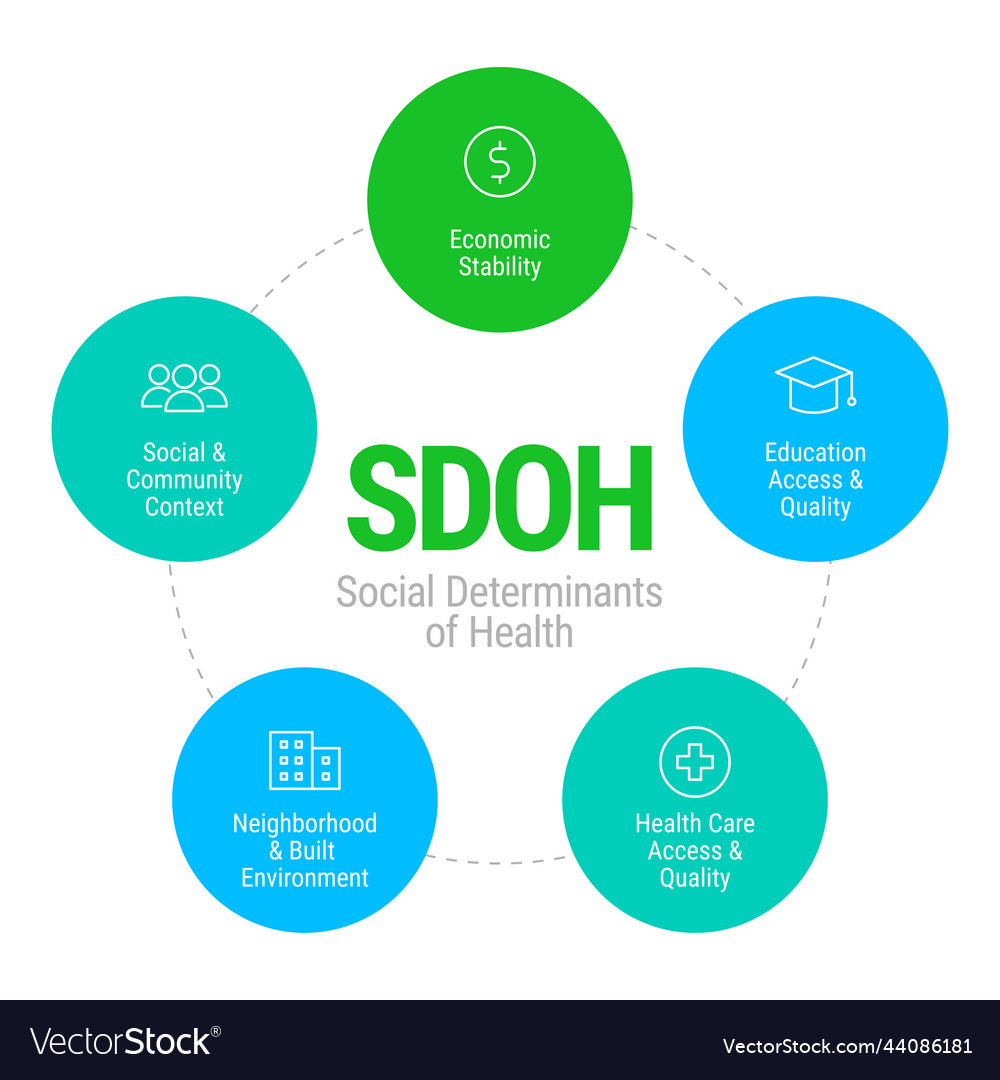 $
Economic
Stability
Social &
Community
Context
Education
Access &
Quality
SDOH
Social Determinants
of Health
Neighborhood
& Built
Environment
Health Care
Access &
Quality
VectorStock®
VectorStock.com/44086181